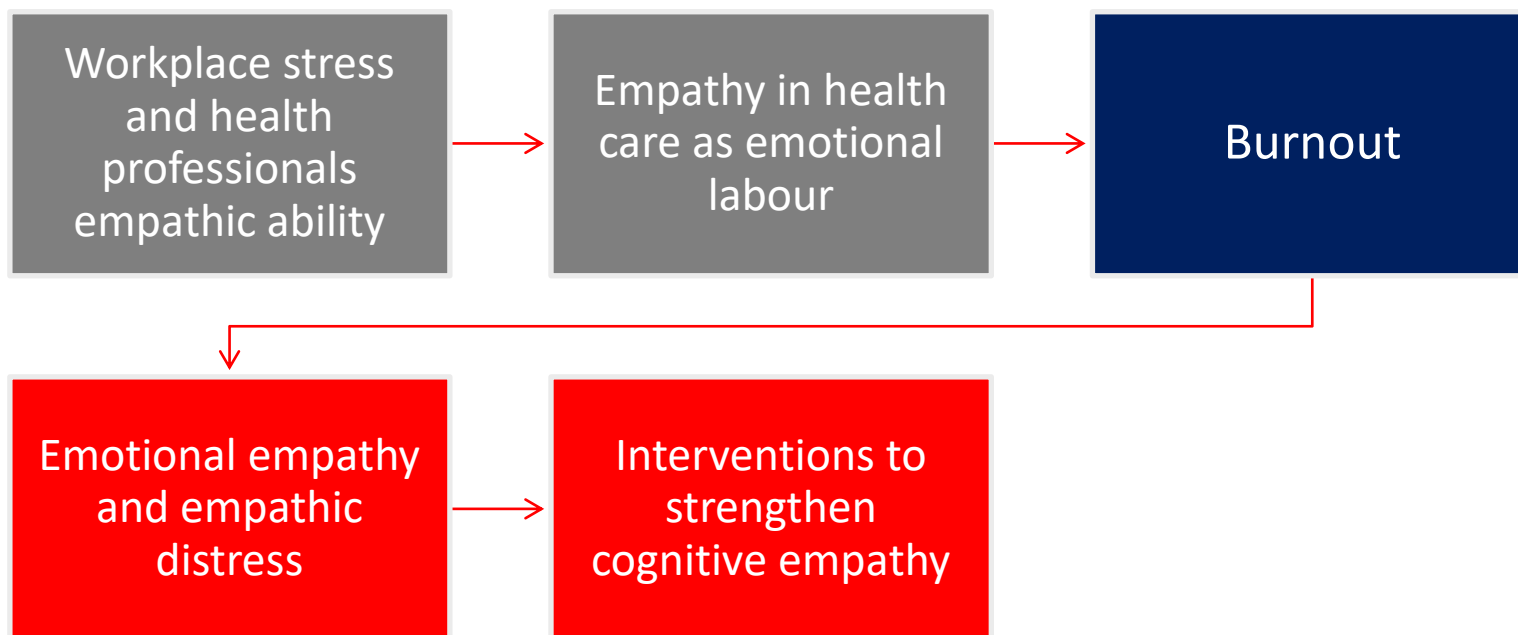 Workplace stress
and health
professionals
empathic ability
Empathy in health
care as emotional
labour
Burnout
Emotional empathy
and empathic
distress
Interventions to
strengthen
cognitive empathy